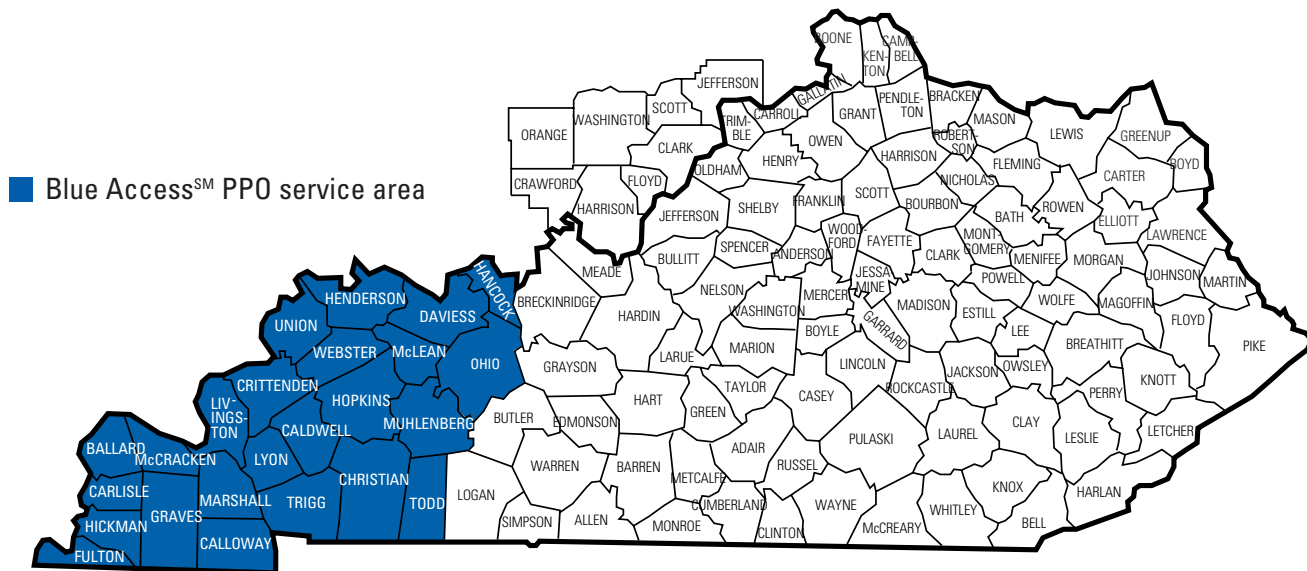 BOONE
CAMP-
BELL
KEN-
TON
JEFFERSON
GALLATIN
SCOTT
WASHINGTON
ORANGE
CLARK
TRIM-
BLE
CARROLL
GRANT
PENDLE-
TON
BRACKEN
MASON
LEWIS
GREENUP
OWEN
ROBERT-
SON
HENRY
HARRISON
FLEMING
BOYD
CARTER
OLDHAM
CRAWFORD
FLOYD
HARRISON
Blue Access℠ PPO service area
NICHOLAS
SCOTT
FRANKLIN
SHELBY
JEFFERSON
BOURBON
BATH
ROWEN
ELLIOTT
LAWRENCE
WOOD-
FORD
FAYETTE
MONT-
GOMERY
CLARK
MENIFEE
MORGAN
SPENCER
ANDERSON
BULLITT
MEADE
JESSA-
MINE
POWELL
JOHNSON
MARTIN
HANCOCK
BRECKINRIDGE
NELSON
WASHINGTON
MERCER
MADISON
ESTILL
WOLFE
MAGOFFIN
HENDERSON
DAVIESS
HARDIN
GARRARD
LEE
FLOYD
UNION
BOYLE
BREATHITT
PIKE
WEBSTER
McLEAN
OHIO
GRAYSON
LARUE
MARION
LINCOLN
OWSLEY
JACKSON
KNOTT
CRITTENDEN
TAYLOR
ROCKCASTLE
PERRY
LIV-
INGS-
TON
HOPKINS
HART
CASEY
GREEN
MUHLENBERG
BUTLER
EDMONSON
CLAY
CALDWELL
LAUREL
LESLIE
LETCHER
PULASKI
ADAIR
BALLARD
McCRACKEN
LYON
WARREN
BARREN
RUSSEL
METCALFE
CARLISLE
CHRISTIAN
KNOX
HARLAN
MARSHALL
TRIGG
TODD
LOGAN
CUMBERLAND
WAYNE
WHITLEY
GRAVES
HICKMAN
SIMPSON
ALLEN
MONROE
CLINTON
McCREARY
BELL
CALLOWAY
FULTON